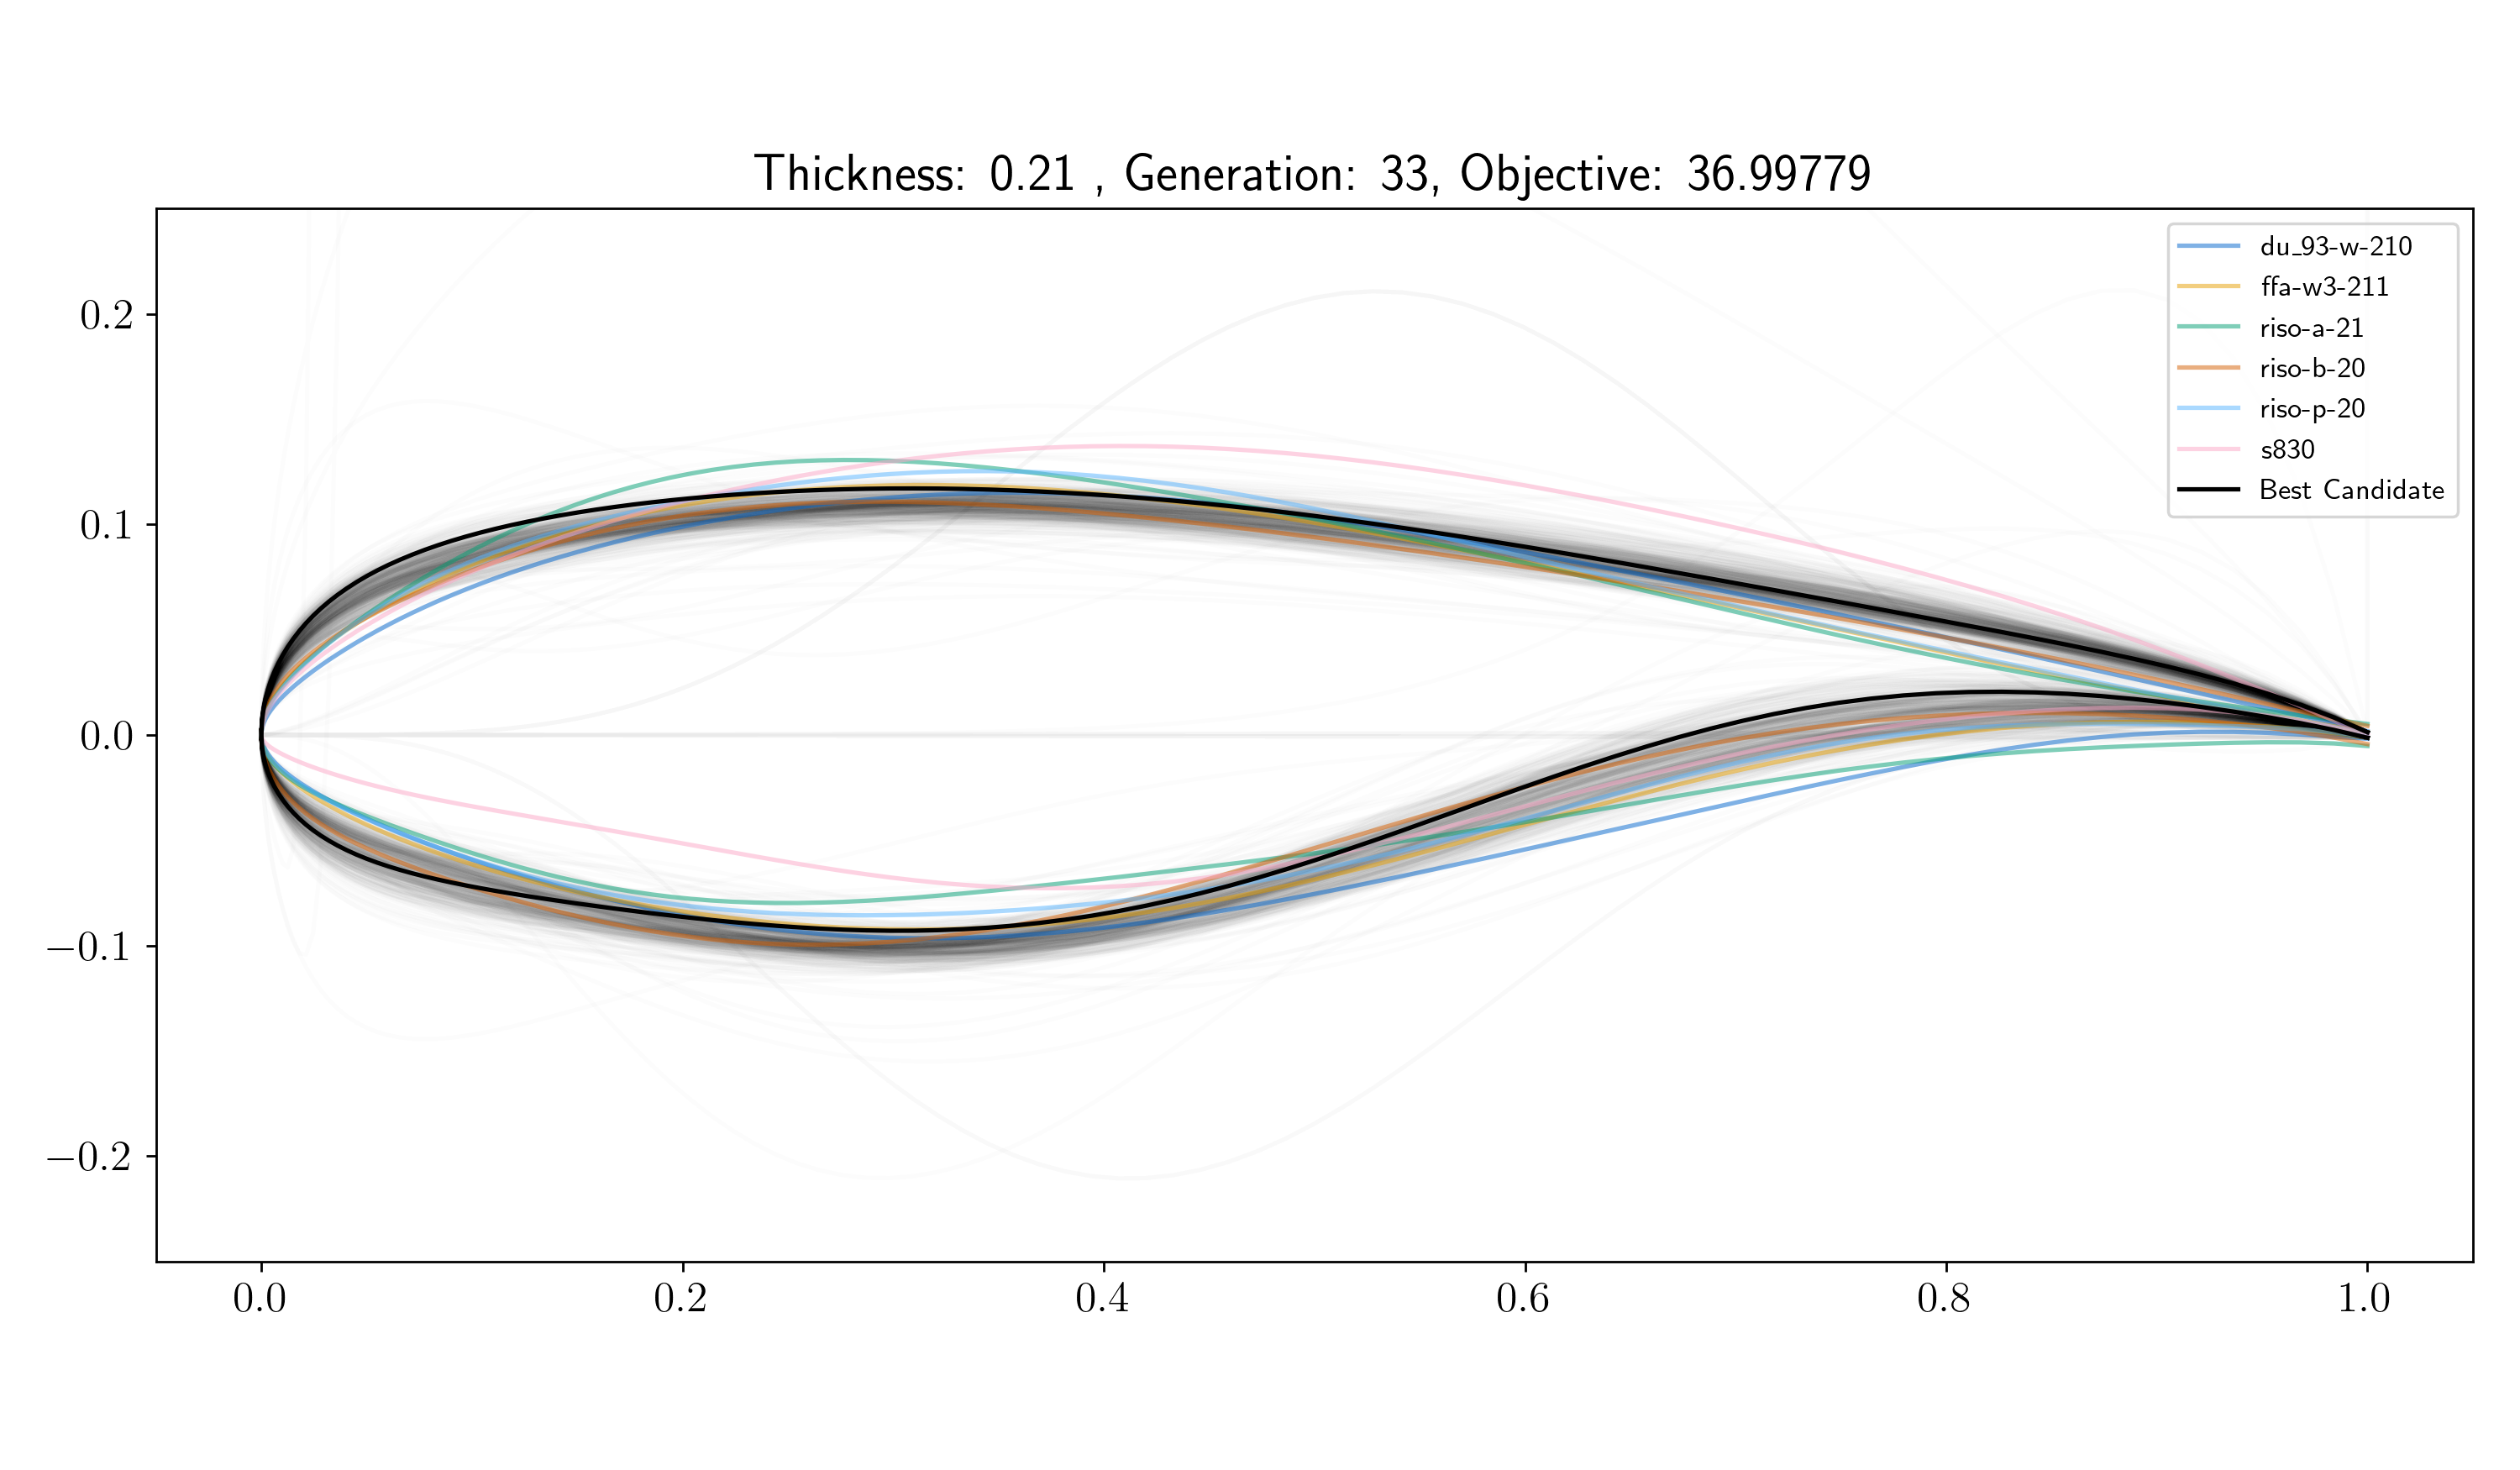 Thickness: 0.21 , Generation: 33, Objective: 36.99779
du_93-w-210
ffa-w3-211
riso-a-21
riso-b-20
riso-p-20
s830
Best Candidate
0.2
0.1
0.0
−0.1
−0.2
0.0 0.2 0.4 0.6 0.8 1.0